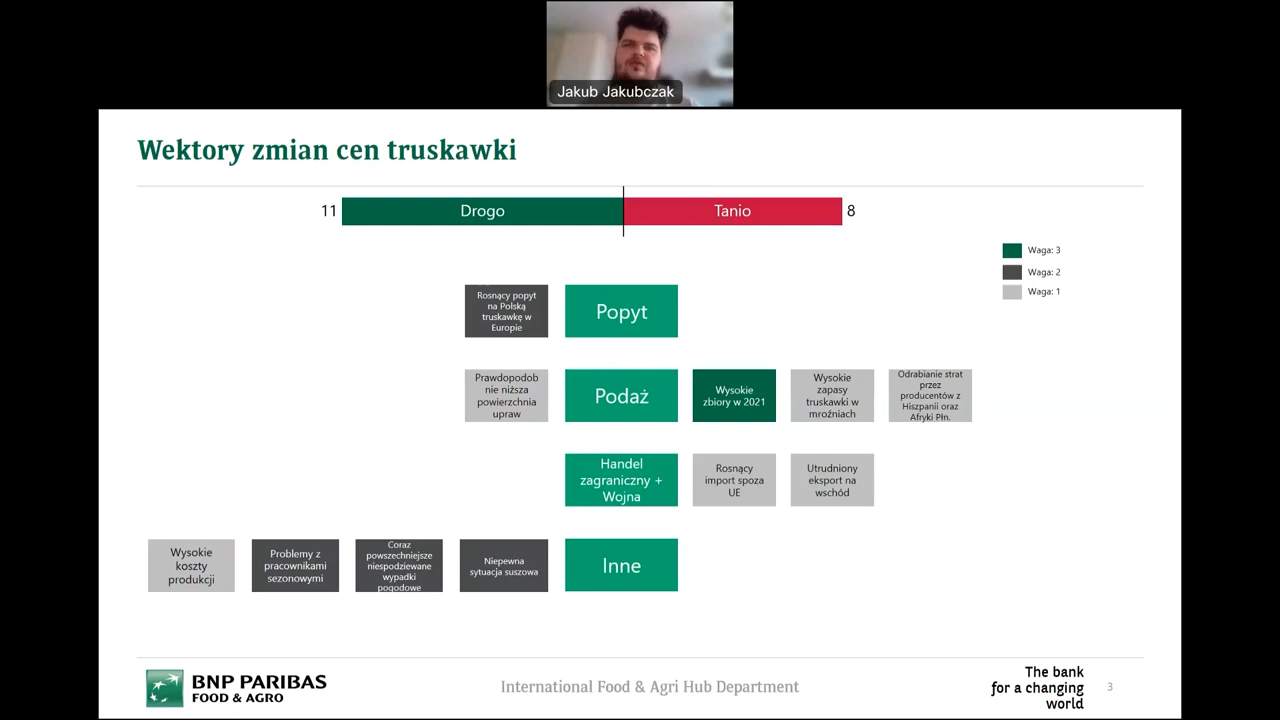 Jakub Jakubczak
Wektory zmian cen truskawki
11
Drogo
Tanio
8
Waga: 3
Waga: 2
Waga: 1
Rosnący popyt
na Polską
truskawkę w
Europie
Popyt
Prawdopodob
nie niższa
powierzchnia
upraw
Podaż
Wysokie
zbiory w 2021
Wysokie
zapasy
truskawki w
mroźniach
Odrabianie strat
przez
producentów z
Hiszpanii oraz
Afryki Płn.
Handel
zagraniczny +
Wojna
Rosnący
import spoza
UE
Utrudniony
eksport na
wschód
Wysokie
koszty
produkcji
Problemy z
pracownikami
sezonowymi
Coraz
powszechniejsze
niespodziewane
wypadki
pogodowe
Niepewna
sytuacja suszowa
Inne
BNP PARIBAS
FOOD & AGRO
International Food & Agri Hub Department
The bank
for a changing
world
3